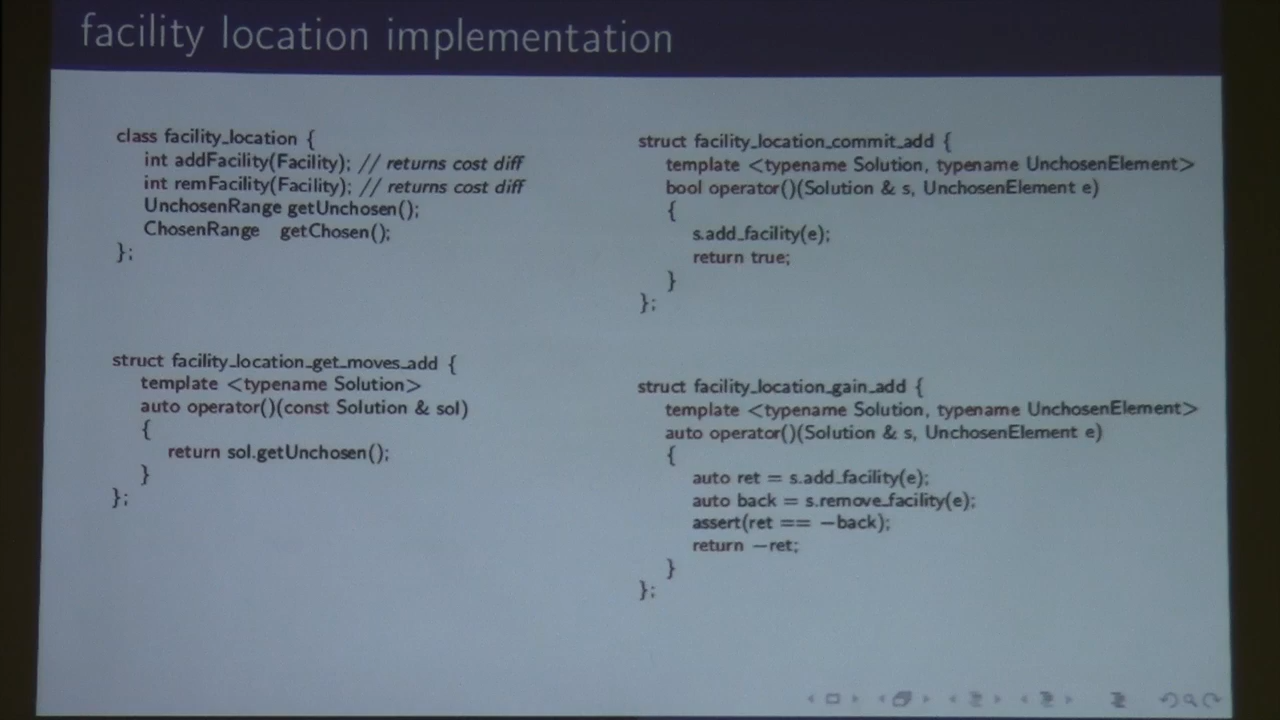 facility location implementation
class facility_location {
int addFacility(Facility); // returns cost diff
int remFacility(Facility); // returns cost diff
UnchosenRange getUnchosen();
ChosenRange getChosen();
};
struct facility_location_get_moves_add {
template <typename Solution>
auto operator()(const Solution & sol)
{
return sol.getUnchosen();
}
};
struct facility_location_commit_add {
template <typename Solution, typename UnchosenElement>
bool operator()(Solution & s, UnchosenElement e)
{
s.add_facility(e);
return true;
}
};
struct facility_location_gain_add {
template <typename Solution, typename UnchosenElement>
auto operator()(Solution & s, UnchosenElement e)
{
auto ret = s.add_facility(e);
auto back = s.remove_facility(e);
assert(ret == −back);
return −ret;
}
};